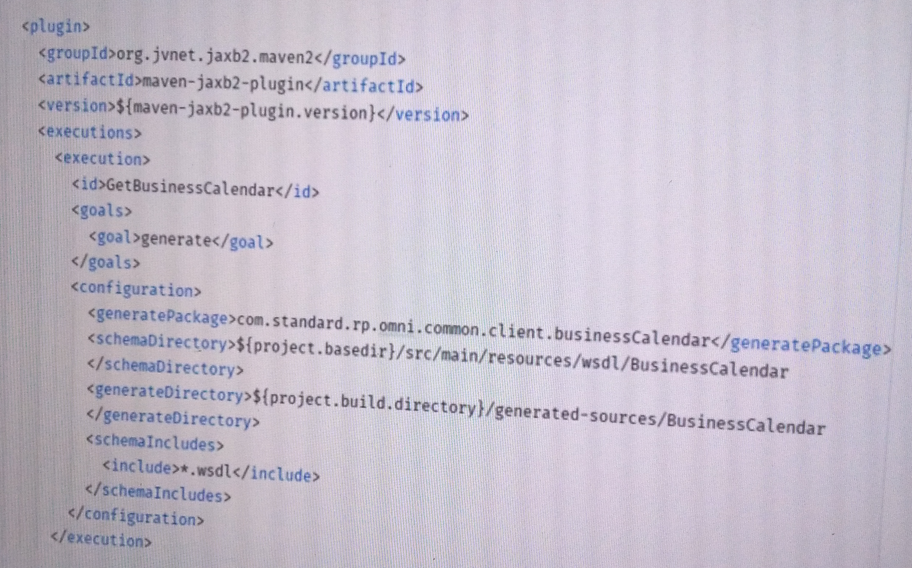 <plugin>
<groupId>org.jvnet.jaxb2.maven2</groupId>
<artifactId>maven-jaxb2-plugin</artifactId>
<version>${maven-jaxb2-plugin.version}</version>
<executions>
<execution>
<id>GetBusinessCalendar</id>
<goals>
<goal>generate</goal>
</goals>
<configuration>
<generatePackage>com.standard.rp.omni.common.client.businessCalendar</generatePackage>
<schemaDirectory>${project.basedir}/src/main/resources/wsdl/BusinessCalendar
</schemaDirectory>
<generateDirectory>${project.build.directory}/generated-sources/BusinessCalendar
</generateDirectory>
<schemaIncludes>
<include>*.wsdl</include>
</schemaIncludes>
</configuration>
</execution>